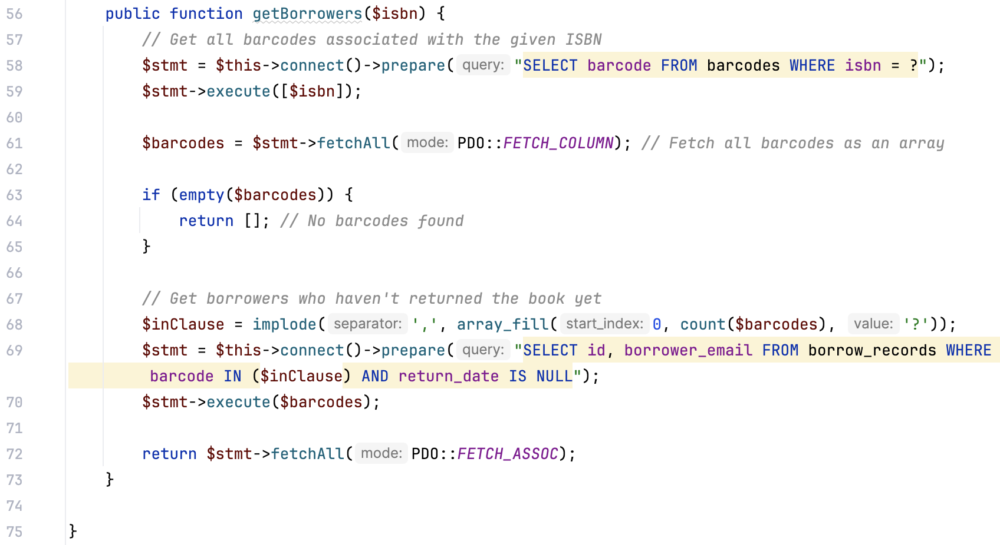 56 public function getBorrowers($isbn) {
57 // Get all barcodes associated with the given ISBN
58 $stmt = $this->connect()->prepare( query: "SELECT barcode FROM barcodes WHERE isbn = ?");
59 $stmt->execute([$isbn]);
60
61 $barcodes = $stmt->fetchAll( mode: PDO::FETCH_COLUMN); // Fetch all barcodes as an array
62
63 if (empty($barcodes)) {
64 return []; // No barcodes found
65 }
66
67 // Get borrowers who haven't returned the book yet
68 $inClause = implode( separator: ',', array_fill( start_index: 0, count($barcodes), value: '?'));
69 $stmt = $this->connect()->prepare( query: "SELECT id, borrower_email FROM borrow_records WHERE
barcode IN ($inClause) AND return_date IS NULL");
70 $stmt->execute($barcodes);
71
72 return $stmt->fetchAll( mode: PDO::FETCH_ASSOC);
73 }
74
75 }